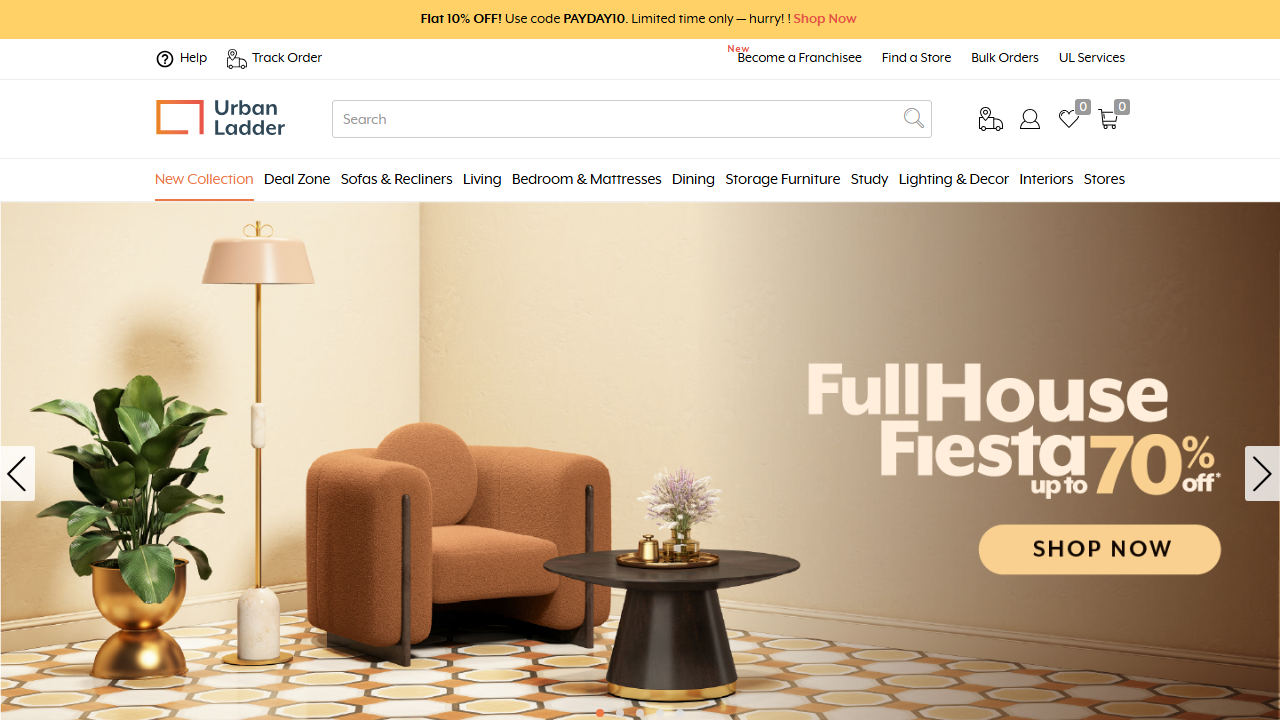 Flat 10% OFF! Use code PAYDAY10. Limited time only — hurry! ! Shop Now
Help
Track Order
New
Become a Franchisee
Find a Store
Bulk Orders
UL Services
Urban
Ladder
Search
0
0
New Collection
Deal Zone
Sofas & Recliners
Living
Bedroom & Mattresses
Dining
Storage Furniture
Study
Lighting & Decor
Interiors
Stores
FullHouse
Fiesta
up to 70% off*
SHOP NOW